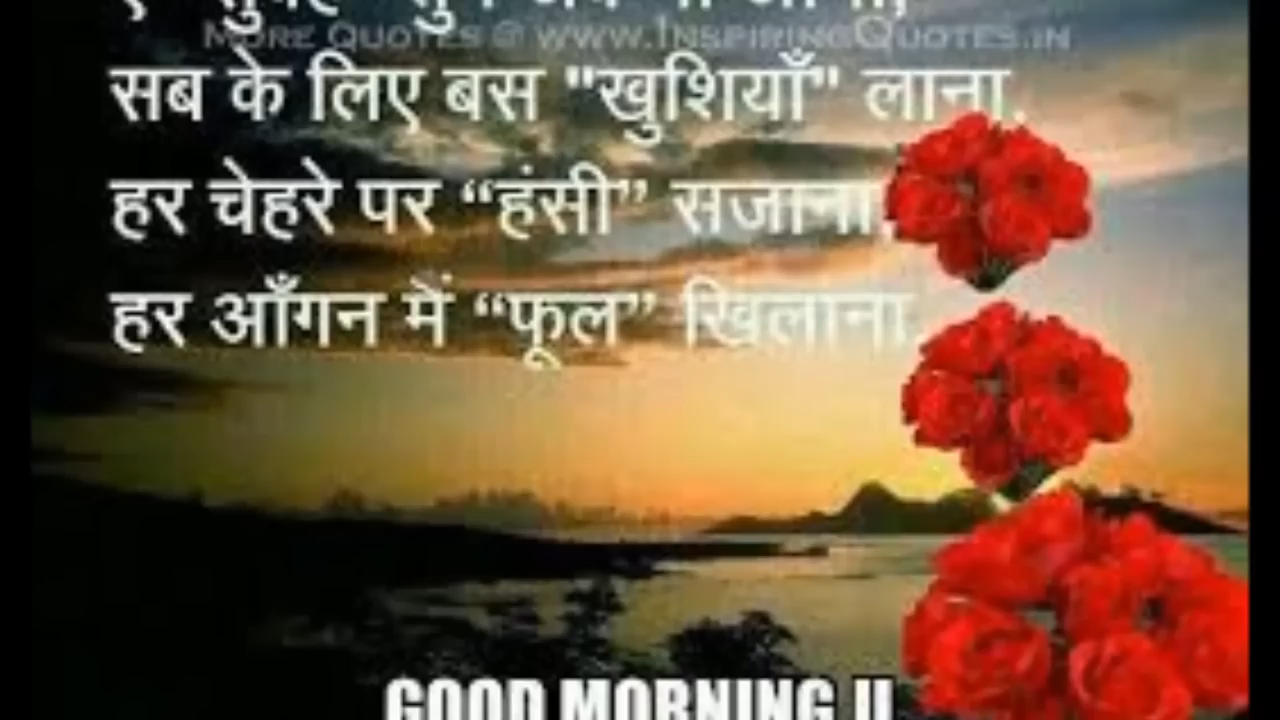 MORE QUOTES @ WWW.INSPIRINGQUOTES.IN
सब के लिए बस "खुशियाँ" लाना.
हर चेहरे पर “हंसी” सजाना,
हर आँगन में “फूल” खिलाना.
GOOD MORNING !!